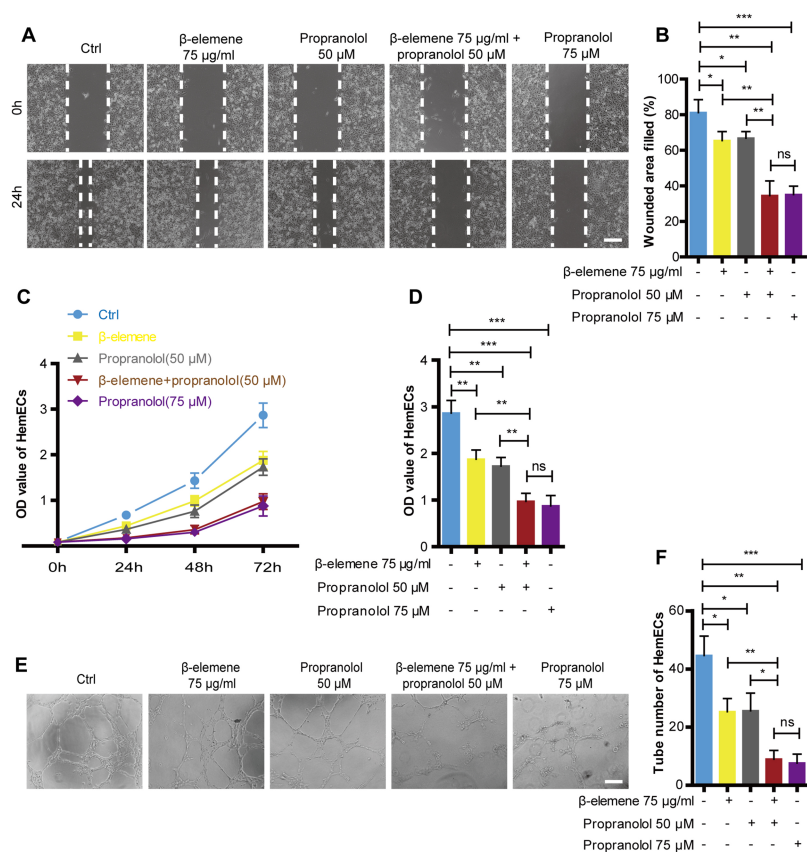 A
Ctrl
β-elemene
75 μg/ml
Propranolol
50 μM
β-elemene 75 μg/ml +
propranolol 50 μM
Propranolol
75 μM
0h
24h
B
***
**
*
*
**
**
ns
Wounded area filled (%)
100
80
60
40
20
0
β-elemene 75 μg/ml - + - + -
Propranolol 50 μM - - + + -
Propranolol 75 μM - - - - +
C
Ctrl
β-elemene
Propranolol(50 μM)
β-elemene+propranolol(50 μM)
Propranolol(75 μM)
OD value of HemECs
4
3
2
1
0h 24h 48h 72h
D
***
***
**
**
**
**
ns
OD value of HemECs
4
3
2
1
0
β-elemene 75 μg/ml - + - + -
Propranolol 50 μM - - + + -
Propranolol 75 μM - - - - +
E
Ctrl
β-elemene
75 μg/ml
Propranolol
50 μM
β-elemene 75 μg/ml +
propranolol 50 μM
Propranolol
75 μM
F
***
**
*
*
**
*
ns
Tube number of HemECs
60
40
20
0
β-elemene 75 μg/ml - + - + -
Propranolol 50 μM - - + + -
Propranolol 75 μM - - - - +